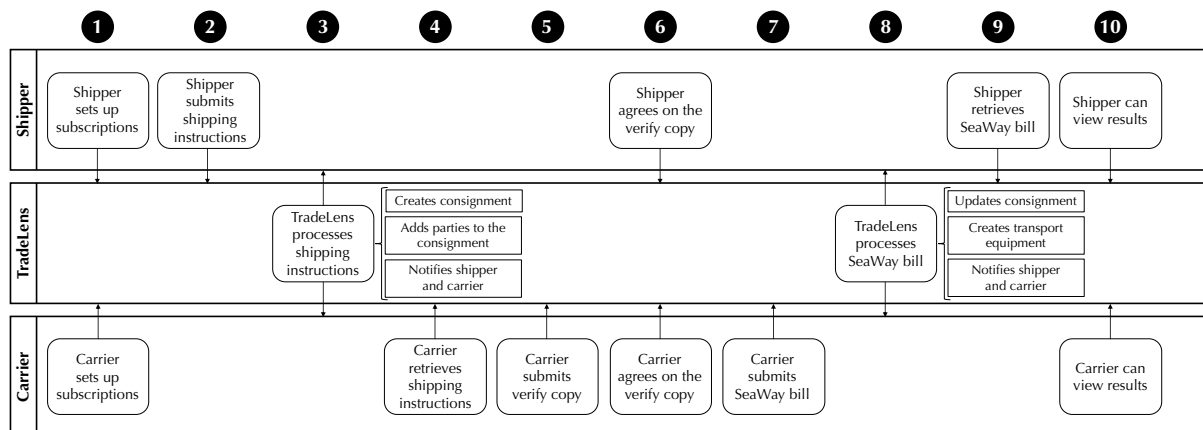 1 2 3 4 5 6 7 8 9 10
Shipper
Shipper
sets up
subscriptions
Shipper
submits
shipping
instructions
Shipper
agrees on the
verify copy
Shipper
retrieves
SeaWay bill
Shipper can
view results
TradeLens
TradeLens
processes
shipping
instructions
Creates consignment
Adds parties to the
consignment
Notifies shipper
and carrier
TradeLens
processes
SeaWay bill
Updates consignment
Creates transport
equipment
Notifies shipper
and carrier
Carrier
Carrier
sets up
subscriptions
Carrier
retrieves
shipping
instructions
Carrier
submits
verify copy
Carrier
agrees on the
verify copy
Carrier
submits
SeaWay bill
Carrier can
view results